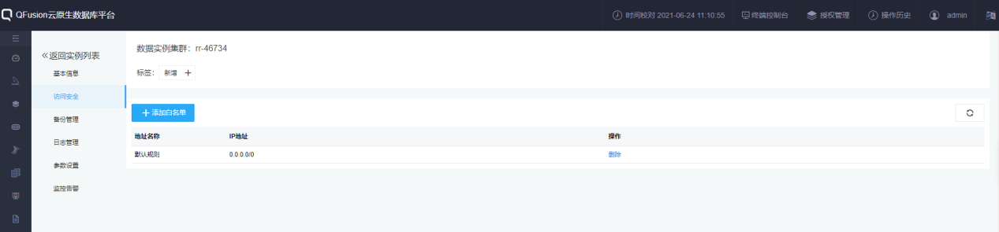 QFusion云原生数据库平台 时间校对 2021-06-24 11:10:55 终端控制台 授权管理 操作历史 admin
返回实例列表
基本信息
访问安全
备份管理
日志管理
参数设置
监控告警
数据实例集群：rr-46734
标签： 新增 +
+ 添加白名单
地址名称 IP地址 操作
默认规则 0.0.0.0/0 删除